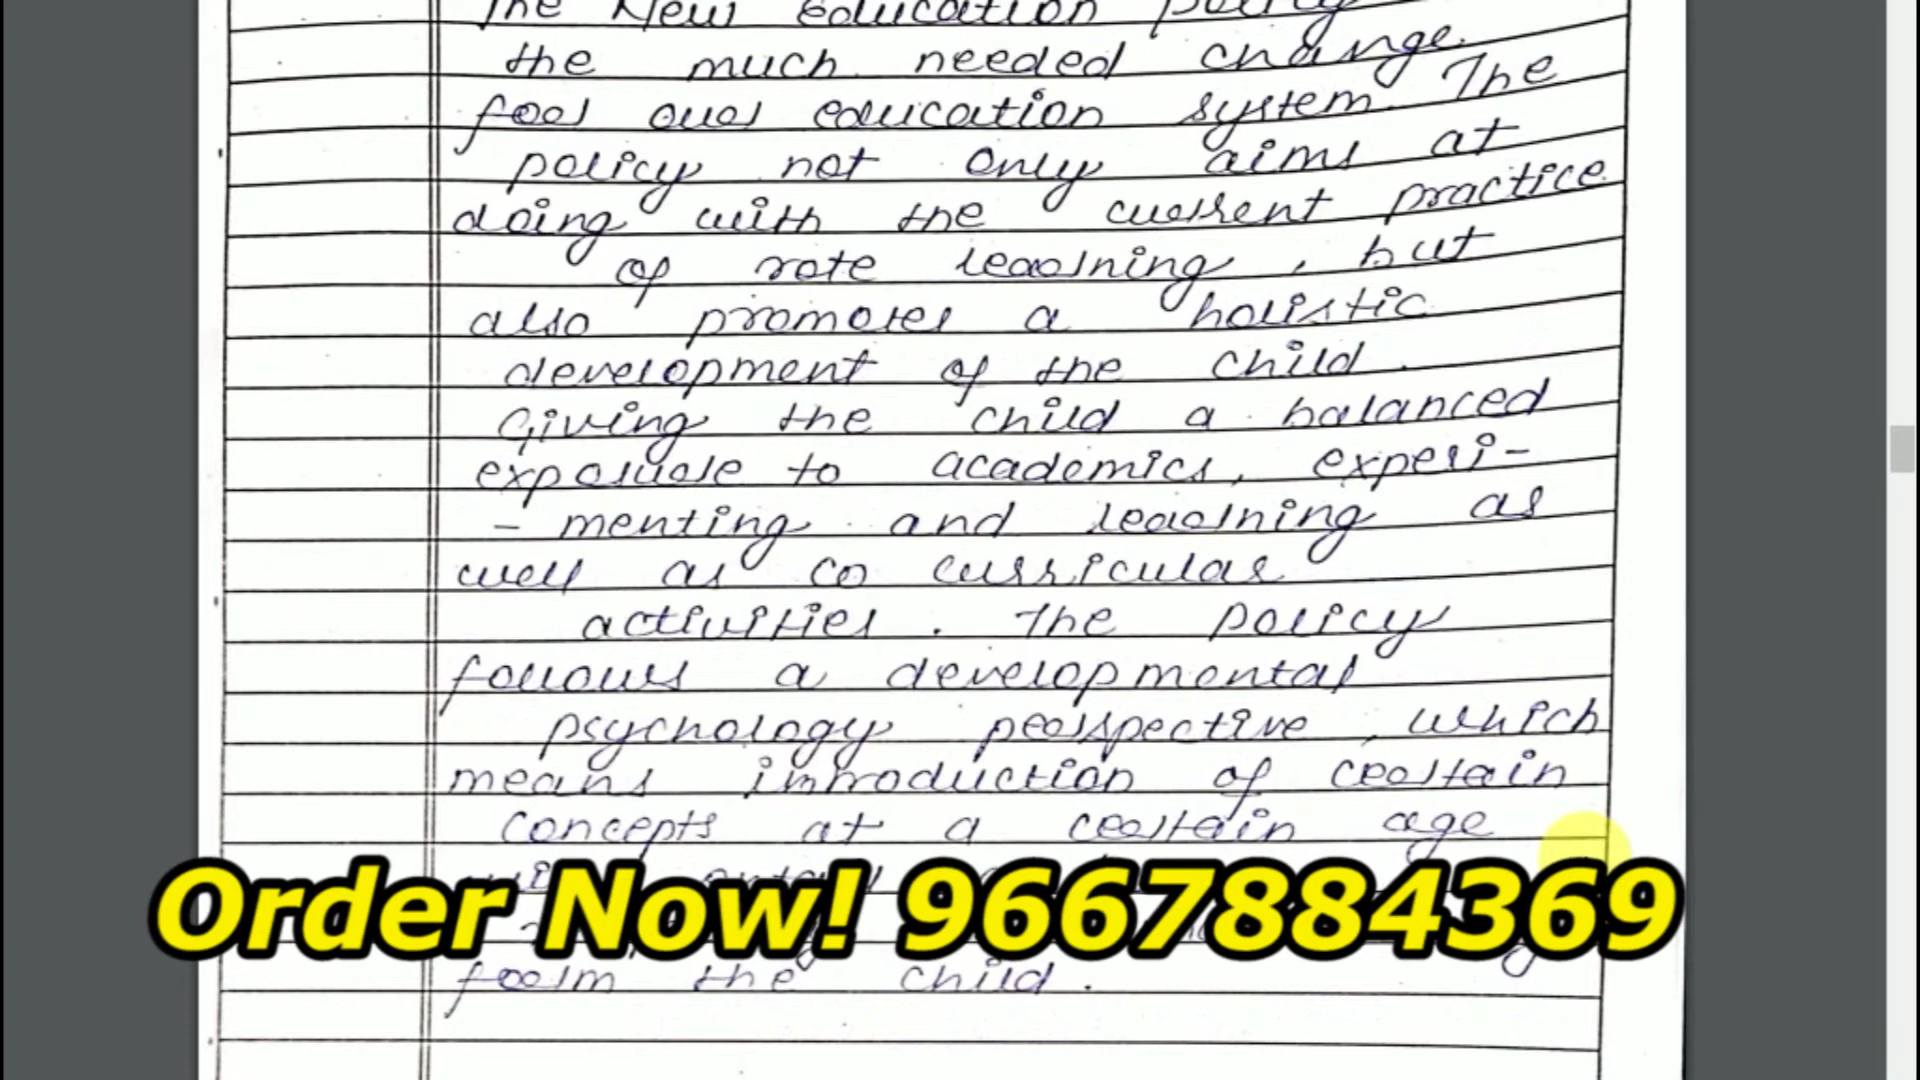 The New Education policy
the much needed change
for our education system. The
policy not only aims at
doing with the current practice
of rote learning, but
also promotes a holistic
development of the child.
Giving the child a balanced
exposure to academics, experi-
- menting and learning as
well as co curricular
activities. The policy
follows a developmental
psychology perspective, which
means introduction of certain
concepts at a certain age
Order Now! 9667884369
form the child.